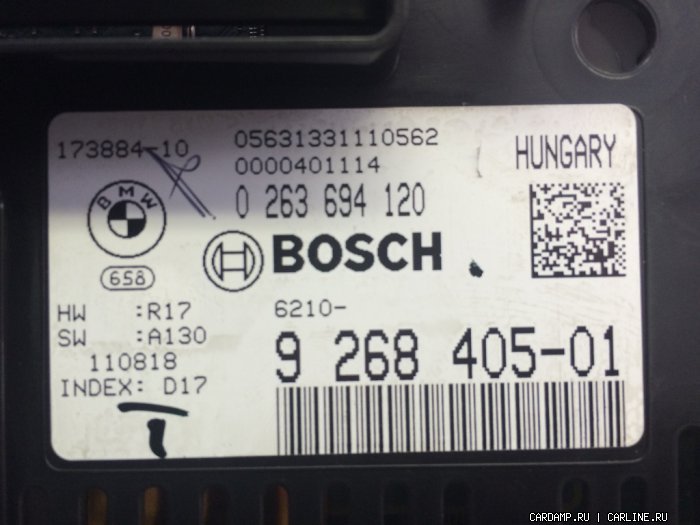 173884-10
05631331110562
0000401114
HUNGARY
0 263 694 120
BMW
BOSCH
658
HW :R17
SW :A130
110818
INDEX: D17
6210-
9 268 405-01
CARDAMP.RU | CARLINE.RU